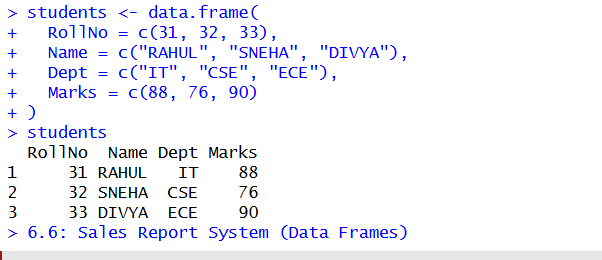 > students <- data.frame(
+   RollNo = c(31, 32, 33),
+   Name = c("RAHUL", "SNEHA", "DIVYA"),
+   Dept = c("IT", "CSE", "ECE"),
+   Marks = c(88, 76, 90)
+ )
> students
  RollNo  Name Dept Marks
1     31 RAHUL   IT    88
2     32 SNEHA  CSE    76
3     33 DIVYA  ECE    90
> 6.6: Sales Report System (Data Frames)